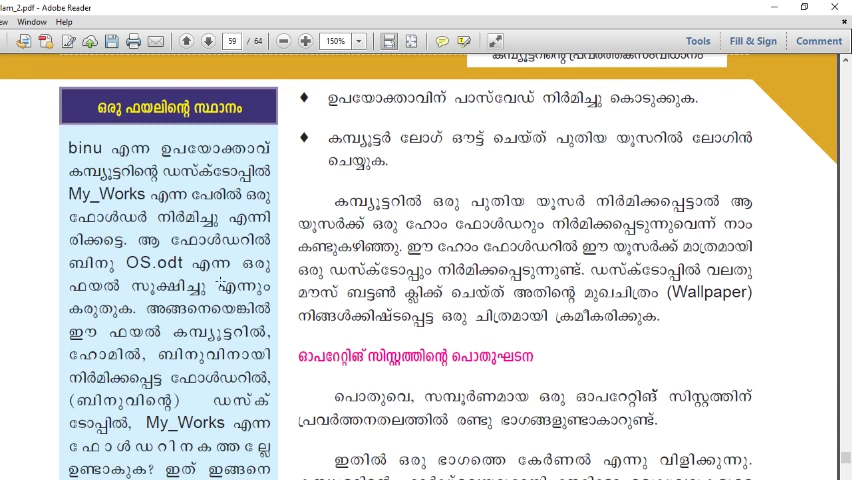 lam_2.pdf - Adobe Reader
ew Window Help
59 / 64 150% Tools Fill & Sign Comment
കമ്പ്യൂട്ടറിന്റെ പ്രവർത്തകസംവിധാനം
ഒരു ഫയലിന്റെ സ്ഥാനം
binu എന്ന ഉപയോക്താവ്
കമ്പ്യൂട്ടറിന്റെ ഡസ്ക്ടോപ്പിൽ
My_Works എന്ന പേരിൽ ഒരു
ഫോൾഡർ നിർമിച്ചു എന്നി
രിക്കട്ടെ. ആ ഫോൾഡറിൽ
ബിനു OS.odt എന്ന ഒരു
ഫയൽ സൂക്ഷിച്ചു എന്നും
കരുതുക. അങ്ങനെയെങ്കിൽ
ഈ ഫയൽ കമ്പ്യൂട്ടറിൽ,
ഹോമിൽ, ബിനുവിനായി
നിർമിക്കപ്പെട്ട ഫോൾഡറിൽ,
(ബിനുവിന്റെ) ഡസ്ക്
ടോപ്പിൽ, My_Works എന്ന
ഫോൾഡറിനകത്തല്ലേ
ഉണ്ടാകുക? ഇത് ഇങ്ങനെ
♦ ഉപയോക്താവിന് പാസ്‌വേഡ് നിർമിച്ചു കൊടുക്കുക.
♦ കമ്പ്യൂട്ടർ ലോഗ് ഔട്ട് ചെയ്ത് പുതിയ യൂസറിൽ ലോഗിൻ
ചെയ്യുക.
കമ്പ്യൂട്ടറിൽ ഒരു പുതിയ യൂസർ നിർമിക്കപ്പെട്ടാൽ ആ
യൂസർക്ക് ഒരു ഹോം ഫോൾഡറും നിർമിക്കപ്പെടുന്നുവെന്ന് നാം
കണ്ടുകഴിഞ്ഞു. ഈ ഹോം ഫോൾഡറിൽ ഈ യൂസർക്ക് മാത്രമായി
ഒരു ഡസ്ക്ടോപ്പും നിർമിക്കപ്പെടുന്നുണ്ട്. ഡസ്ക്ടോപ്പിൽ വലതു
മൗസ് ബട്ടൺ ക്ലിക്ക് ചെയ്ത് അതിന്റെ മുഖചിത്രം (Wallpaper)
നിങ്ങൾക്കിഷ്ടപ്പെട്ട ഒരു ചിത്രമായി ക്രമീകരിക്കുക.
ഓപറേറ്റിങ് സിസ്റ്റത്തിന്റെ പൊതുഘടന
പൊതുവെ, സമ്പൂർണമായ ഒരു ഓപറേറ്റിങ് സിസ്റ്റത്തിന്
പ്രവർത്തനതലത്തിൽ രണ്ടു ഭാഗങ്ങളുണ്ടാകാറുണ്ട്.
ഇതിൽ ഒരു ഭാഗത്തെ കേർണൽ എന്നു വിളിക്കുന്നു.